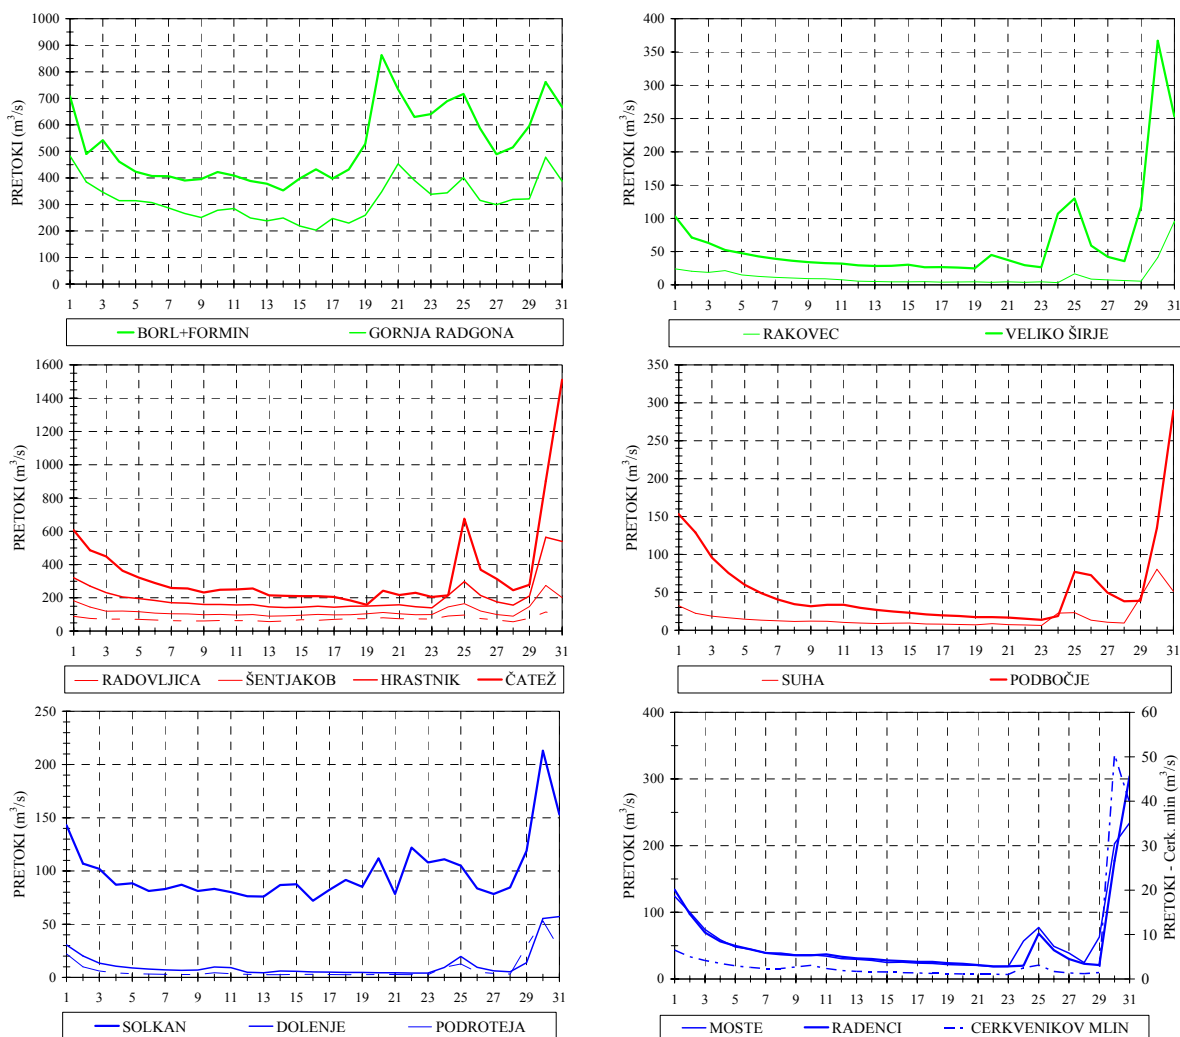 PRETOKI (m³/s)
1000
900
800
700
600
500
400
300
200
100
0
1 3 5 7 9 11 13 15 17 19 21 23 25 27 29 31
BORL+FORMIN GORNJA RADGONA
PRETOKI (m³/s)
400
350
300
250
200
150
100
50
0
1 3 5 7 9 11 13 15 17 19 21 23 25 27 29 31
RAKOVEC VELIKO ŠIRJE
PRETOKI (m³/s)
1600
1400
1200
1000
800
600
400
200
0
1 3 5 7 9 11 13 15 17 19 21 23 25 27 29 31
RADOVLJICA ŠENTJAKOB HRASTNIK ČATEŽ
PRETOKI (m³/s)
350
300
250
200
150
100
50
0
1 3 5 7 9 11 13 15 17 19 21 23 25 27 29 31
SUHA PODBOČJE
PRETOKI (m³/s)
250
200
150
100
50
0
1 3 5 7 9 11 13 15 17 19 21 23 25 27 29 31
SOLKAN DOLENJE PODROTEJA
PRETOKI (m³/s)
400
300
200
100
0
60
50
40
30
20
10
0
PRETOKI - Cerk. mlin (m³/s)
1 3 5 7 9 11 13 15 17 19 21 23 25 27 29 31
MOSTE RADENCI CERKVENIKOV MLIN